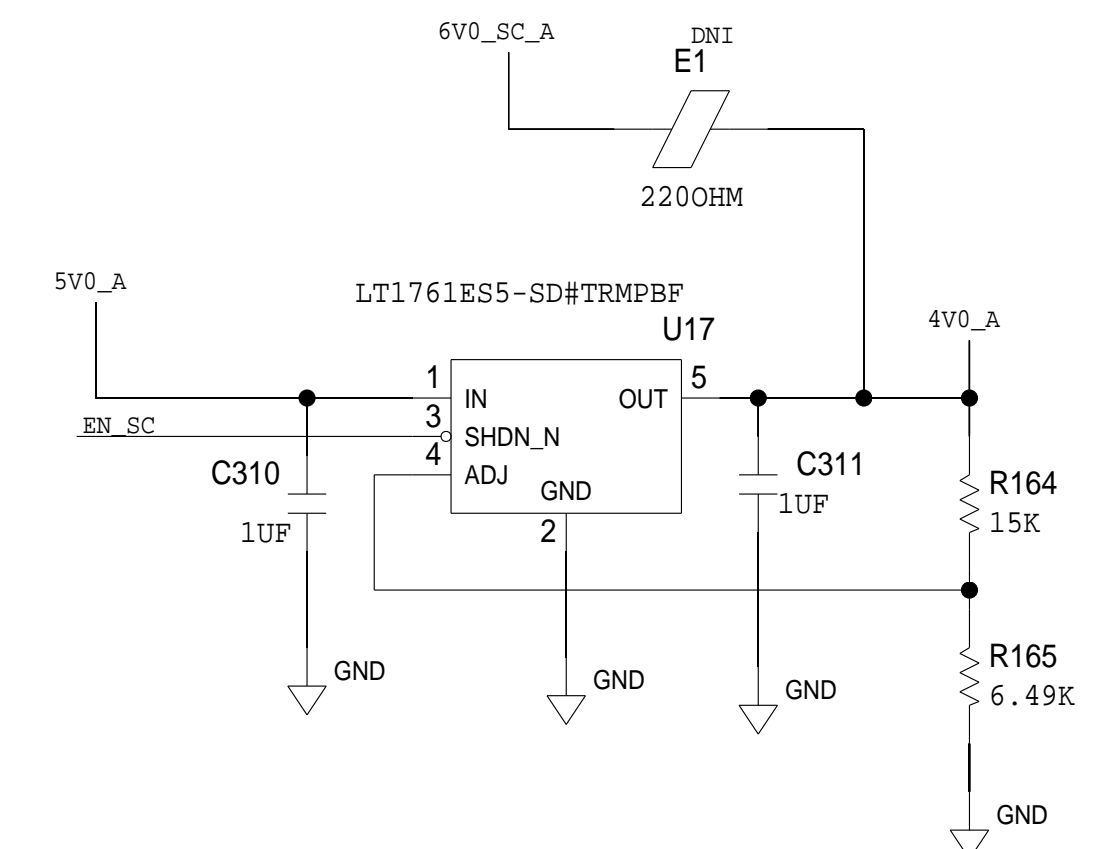 6V0_SC_A
DNI
E1
220OHM
5V0_A
LT1761ES5-SD#TRMPBF
U17
4V0_A
1
IN
OUT
5
EN_SC
3
SHDN_N
4
ADJ
GND
2
C310
1UF
C311
1UF
R164
15K
R165
6.49K
GND
GND
GND
GND